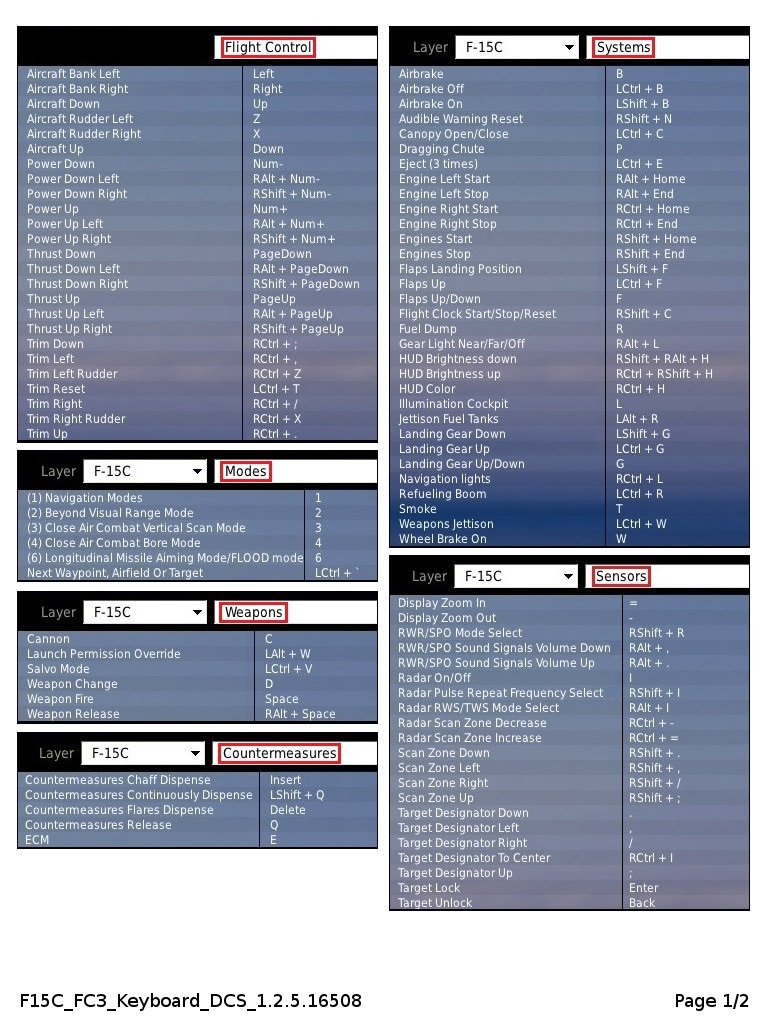 Flight Control
Aircraft Bank Left Left
Aircraft Bank Right Right
Aircraft Down Up
Aircraft Rudder Left Z
Aircraft Rudder Right X
Aircraft Up Down
Power Down Num-
Power Down Left RAlt + Num-
Power Down Right RShift + Num-
Power Up Num+
Power Up Left RAlt + Num+
Power Up Right RShift + Num+
Thrust Down PageDown
Thrust Down Left RAlt + PageDown
Thrust Down Right RShift + PageDown
Thrust Up PageUp
Thrust Up Left RAlt + PageUp
Thrust Up Right RShift + PageUp
Trim Down RCtrl + ;
Trim Left RCtrl + ,
Trim Left Rudder RCtrl + Z
Trim Reset LCtrl + T
Trim Right RCtrl + /
Trim Right Rudder RCtrl + X
Trim Up RCtrl + .
Layer F-15C Modes
(1) Navigation Modes 1
(2) Beyond Visual Range Mode 2
(3) Close Air Combat Vertical Scan Mode 3
(4) Close Air Combat Bore Mode 4
(6) Longitudinal Missile Aiming Mode/FLOOD mode 6
Next Waypoint, Airfield Or Target LCtrl + `
Layer F-15C Weapons
Cannon C
Launch Permission Override LAlt + W
Salvo Mode LCtrl + V
Weapon Change D
Weapon Fire Space
Weapon Release RAlt + Space
Layer F-15C Countermeasures
Countermeasures Chaff Dispense Insert
Countermeasures Continuously Dispense LShift + Q
Countermeasures Flares Dispense Delete
Countermeasures Release Q
ECM E
Layer F-15C Systems
Airbrake B
Airbrake Off LCtrl + B
Airbrake On LShift + B
Audible Warning Reset RShift + N
Canopy Open/Close LCtrl + C
Dragging Chute P
Eject (3 times) LCtrl + E
Engine Left Start RAlt + Home
Engine Left Stop RAlt + End
Engine Right Start RCtrl + Home
Engine Right Stop RCtrl + End
Engines Start RShift + Home
Engines Stop RShift + End
Flaps Landing Position LShift + F
Flaps Up LCtrl + F
Flaps Up/Down F
Flight Clock Start/Stop/Reset RShift + C
Fuel Dump R
Gear Light Near/Far/Off RAlt + L
HUD Brightness down RShift + RAlt + H
HUD Brightness up RCtrl + RShift + H
HUD Color RCtrl + H
Illumination Cockpit L
Jettison Fuel Tanks LAlt + R
Landing Gear Down LShift + G
Landing Gear Up LCtrl + G
Landing Gear Up/Down G
Navigation lights RCtrl + L
Refueling Boom LCtrl + R
Smoke T
Weapons Jettison LCtrl + W
Wheel Brake On W
Layer F-15C Sensors
Display Zoom In =
Display Zoom Out -
RWR/SPO Mode Select RShift + R
RWR/SPO Sound Signals Volume Down RAlt + ,
RWR/SPO Sound Signals Volume Up RAlt + .
Radar On/Off I
Radar Pulse Repeat Frequency Select RShift + I
Radar RWS/TWS Mode Select RAlt + I
Radar Scan Zone Decrease RCtrl + -
Radar Scan Zone Increase RCtrl + =
Scan Zone Down RShift + .
Scan Zone Left RShift + ,
Scan Zone Right RShift + /
Scan Zone Up RShift + ;
Target Designator Down .
Target Designator Left ,
Target Designator Right /
Target Designator To Center RCtrl + I
Target Designator Up ;
Target Lock Enter
Target Unlock Back
F15C_FC3_Keyboard_DCS_1.2.5.16508 Page 1/2